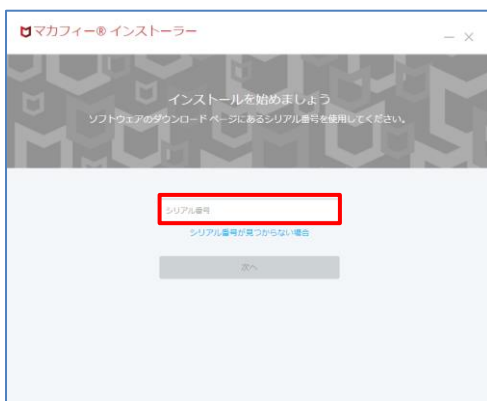 マカフィー® インストーラー
インストールを始めましょう
ソフトウェアのダウンロード ページにあるシリアル番号を使用してください。
シリアル番号
シリアル番号が見つからない場合
次へ